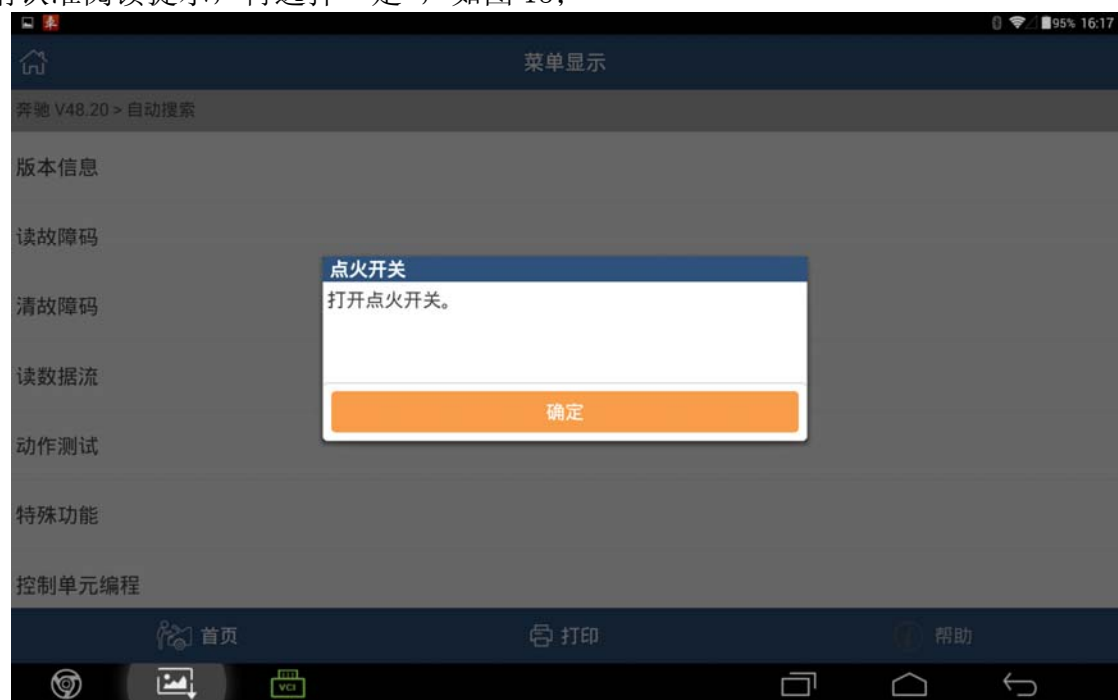 95% 16:17
菜单显示
奔驰 V48.20 > 自动搜索
版本信息
读故障码
清故障码
读数据流
动作测试
特殊功能
控制单元编程
点火开关
打开点火开关。
确定
首页
打印
帮助
VCI